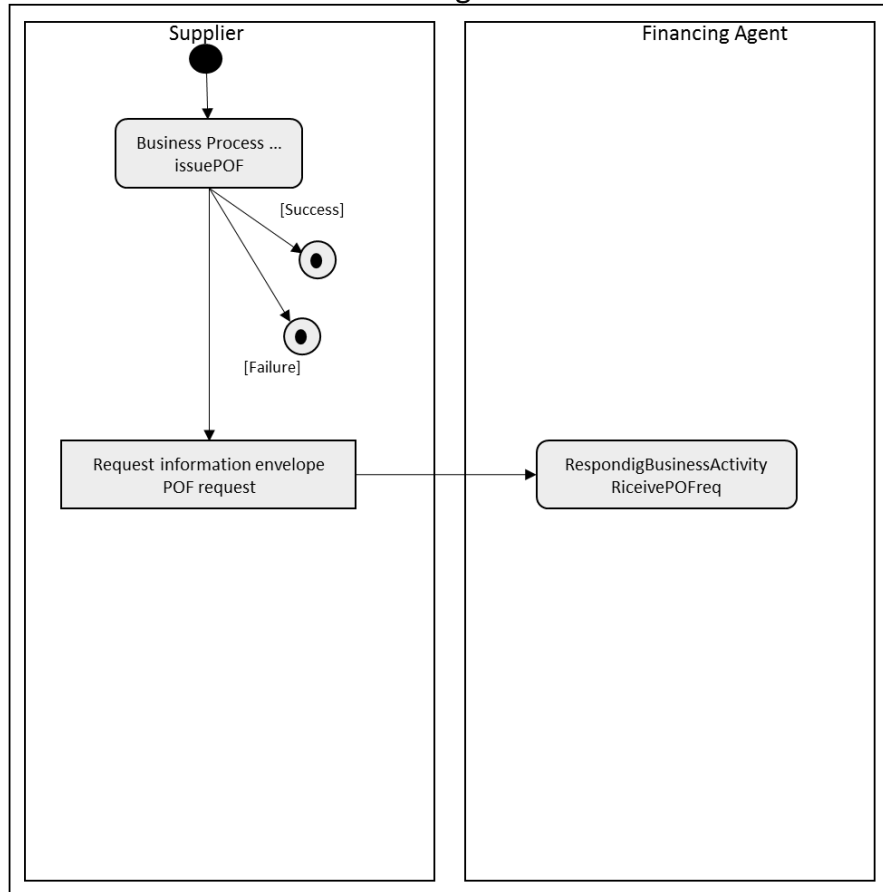 Supplier
Financing Agent
Business Process ...
issuePOF
[Success]
[Failure]
Request information envelope
POF request
RespondigBusinessActivity
RiceivePOFreq